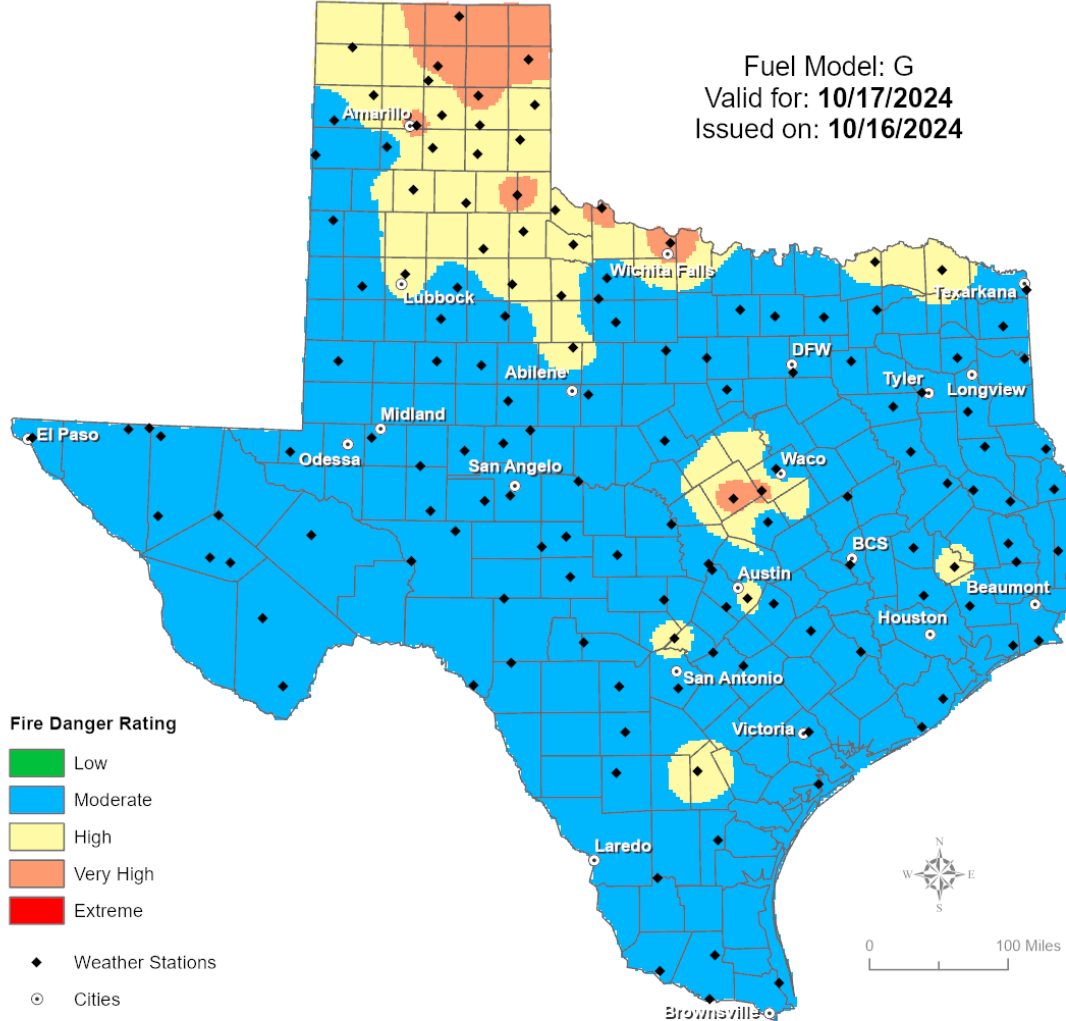 Fuel Model: G
Valid for: 10/17/2024
Issued on: 10/16/2024
Amarillo
Wichita Falls
Lubbock
Texarkana
DFW
Abilene
Tyler
Longview
Midland
El Paso
Odessa
San Angelo
Waco
BCS
Austin
Beaumont
Houston
San Antonio
Victoria
Laredo
Brownsville
Fire Danger Rating
Low
Moderate
High
Very High
Extreme
Weather Stations
Cities
N
W E
S
0 100 Miles